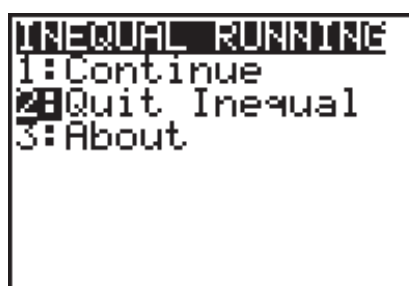 INEQUAL RUNNING
1:Continue
2:Quit Inequal
3:About